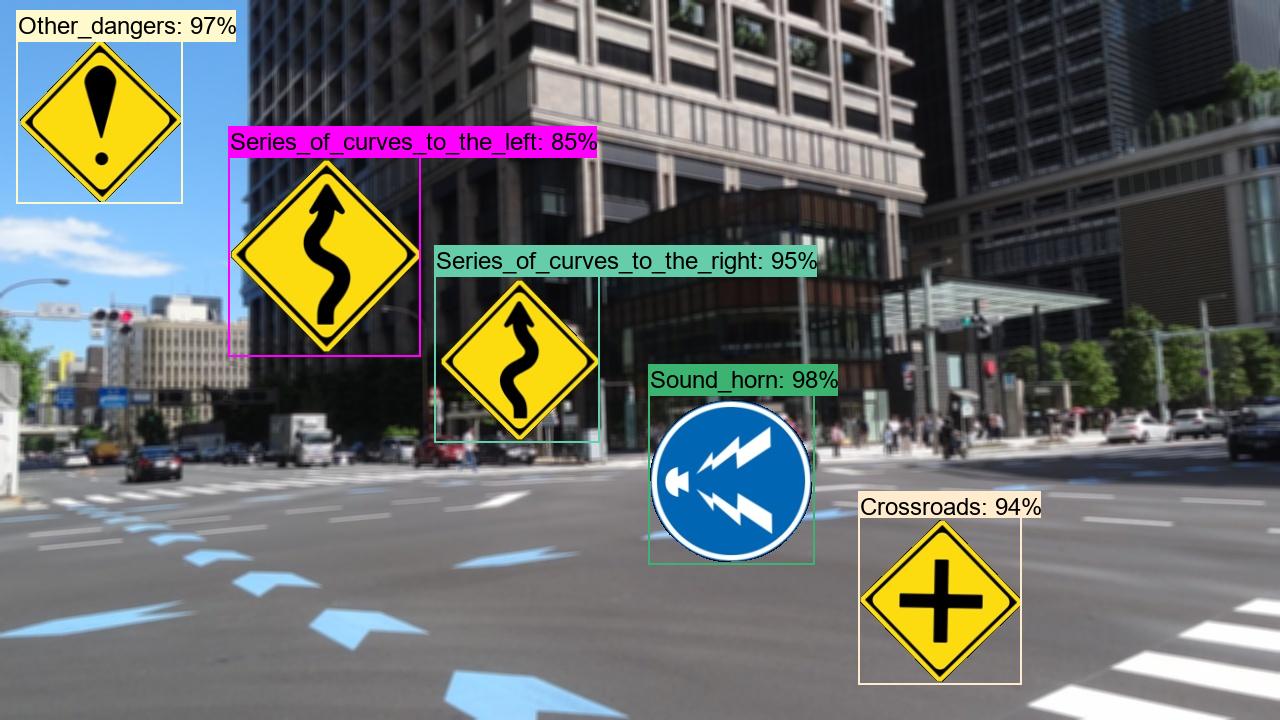 Other_dangers: 97%
Series_of_curves_to_the_left: 85%
Series_of_curves_to_the_right: 95%
Sound_horn: 98%
Crossroads: 94%